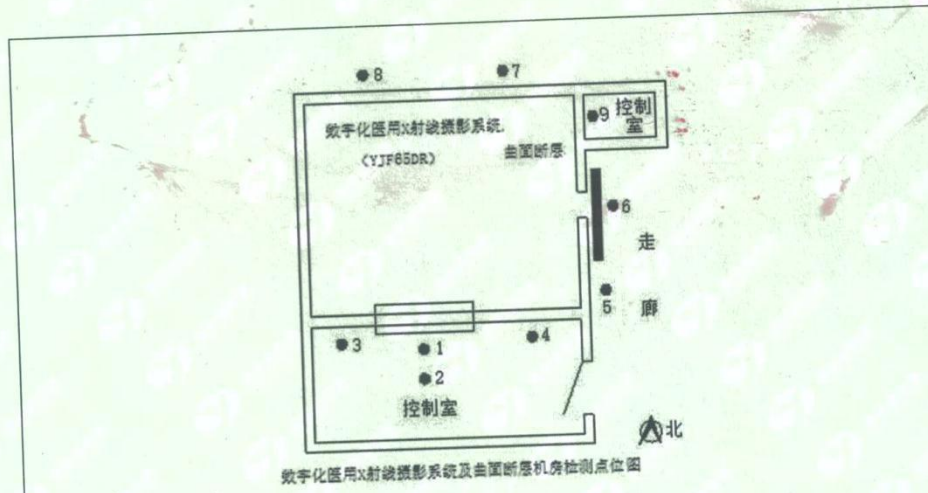 8
7
9 控制
室
数字化医用X射线摄影系统.
(YJF65DR)
曲面断层
6
走
5 廊
3
1
4
2
控制室
北
数字化医用X射线摄影系统及曲面断层机房检测点位图